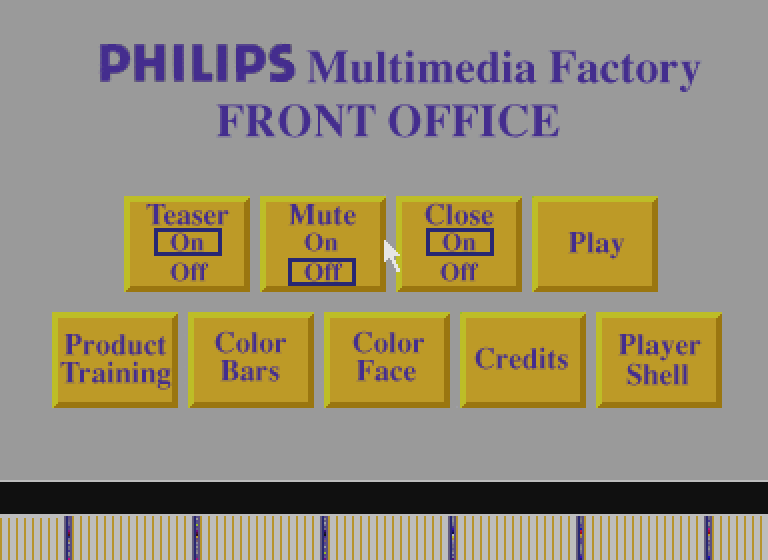 PHILIPS Multimedia Factory
FRONT OFFICE
Teaser
On
Off
Mute
On
Off
Close
On
Off
Play
Product
Training
Color
Bars
Color
Face
Credits
Player
Shell